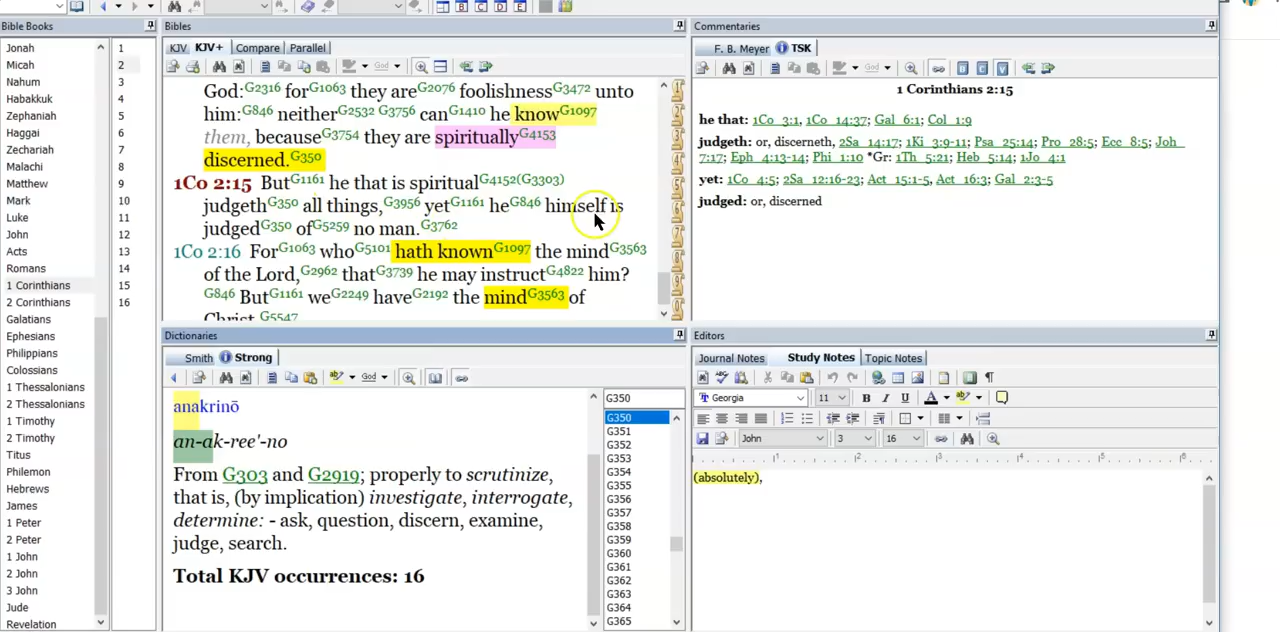 Bible Books
Jonah
Micah
Nahum
Habakkuk
Zephaniah
Haggai
Zechariah
Malachi
Matthew
Mark
Luke
John
Acts
Romans
1 Corinthians
2 Corinthians
Galatians
Ephesians
Philippians
Colossians
1 Thessalonians
2 Thessalonians
1 Timothy
2 Timothy
Titus
Philemon
Hebrews
James
1 Peter
2 Peter
1 John
2 John
3 John
Jude
Revelation
1
2
3
4
5
6
7
8
9
10
11
12
13
14
15
16
B C D E
Bibles
KJV KJV+ Compare Parallel
God
God:G2316 forG1063 they areG2076 foolishnessG3472 unto
him:G846 neitherG2532 G3756 canG1410 he knowG1097
them, becauseG3754 they are spirituallyG4153
discerned.G350
1Co 2:15 ButG1161 he that is spiritualG4152(G3303)
judgethG350 all things,G3956 yetG1161 heG846 himself is
judgedG350 ofG5259 no man.G3762
1Co 2:16 ForG1063 whoG5101 hath knownG1097 the mindG3563
of the Lord,G2962 thatG3739 he may instructG4822 him?
G846 ButG1161 weG2249 haveG2192 the mindG3563 of
Christ.G5547
Dictionaries
Smith Strong
God
anakrinō
an-ak-ree'-no
From G303 and G2919; properly to scrutinize,
that is, (by implication) investigate, interrogate,
determine: - ask, question, discern, examine,
judge, search.
Total KJV occurrences: 16
G350
G350
G351
G352
G353
G354
G355
G356
G357
G358
G359
G360
G361
G362
G363
G364
G365
Commentaries
F. B. Meyer TSK
God
1 Corinthians 2:15
he that: 1Co_3:1, 1Co_14:37; Gal_6:1; Col_1:9
judgeth: or, discerneth, 2Sa_14:17; 1Ki_3:9-11; Psa_25:14; Pro_28:5; Ecc_8:5; Joh_
7:17; Eph_4:13-14; Phi_1:10 *Gr: 1Th_5:21; Heb_5:14; 1Jo_4:1
yet: 1Co_4:5; 2Sa_12:16-23; Act_15:1-5, Act_16:3; Gal_2:3-5
judged: or, discerned
Editors
Journal Notes Study Notes Topic Notes
Georgia 11 B I U A
John 3 16
1 2 3 4 5 6
(absolutely),